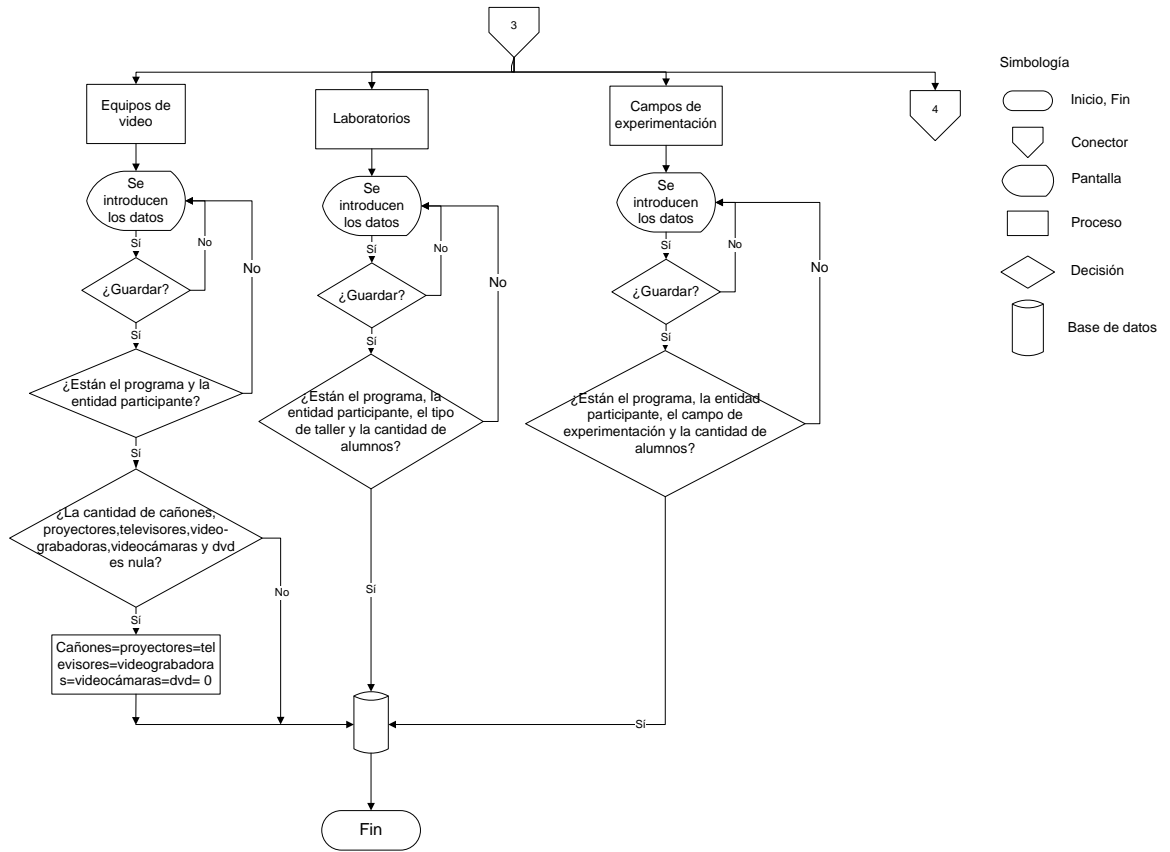 3
Equipos de
video
Se
introducen
los datos
Sí
No
¿Guardar?
No
Sí
¿Están el programa y la
entidad participante?
Sí
¿La cantidad de cañones,
proyectores,televisores,video-
grabadoras,videocámaras y dvd
es nula?
No
Sí
Cañones=proyectores=tel
evisores=videograbadora
s=videocámaras=dvd= 0
Laboratorios
Se
introducen
los datos
Sí
No
¿Guardar?
No
Sí
¿Están el programa, la
entidad participante, el tipo
de taller y la cantidad de
alumnos?
Sí
Campos de
experimentación
Se
introducen
los datos
Sí
No
¿Guardar?
No
Sí
¿Están el programa, la entidad
participante, el campo de
experimentación y la cantidad de
alumnos?
Sí
4
Fin
Simbología
Inicio, Fin
Conector
Pantalla
Proceso
Decisión
Base de datos